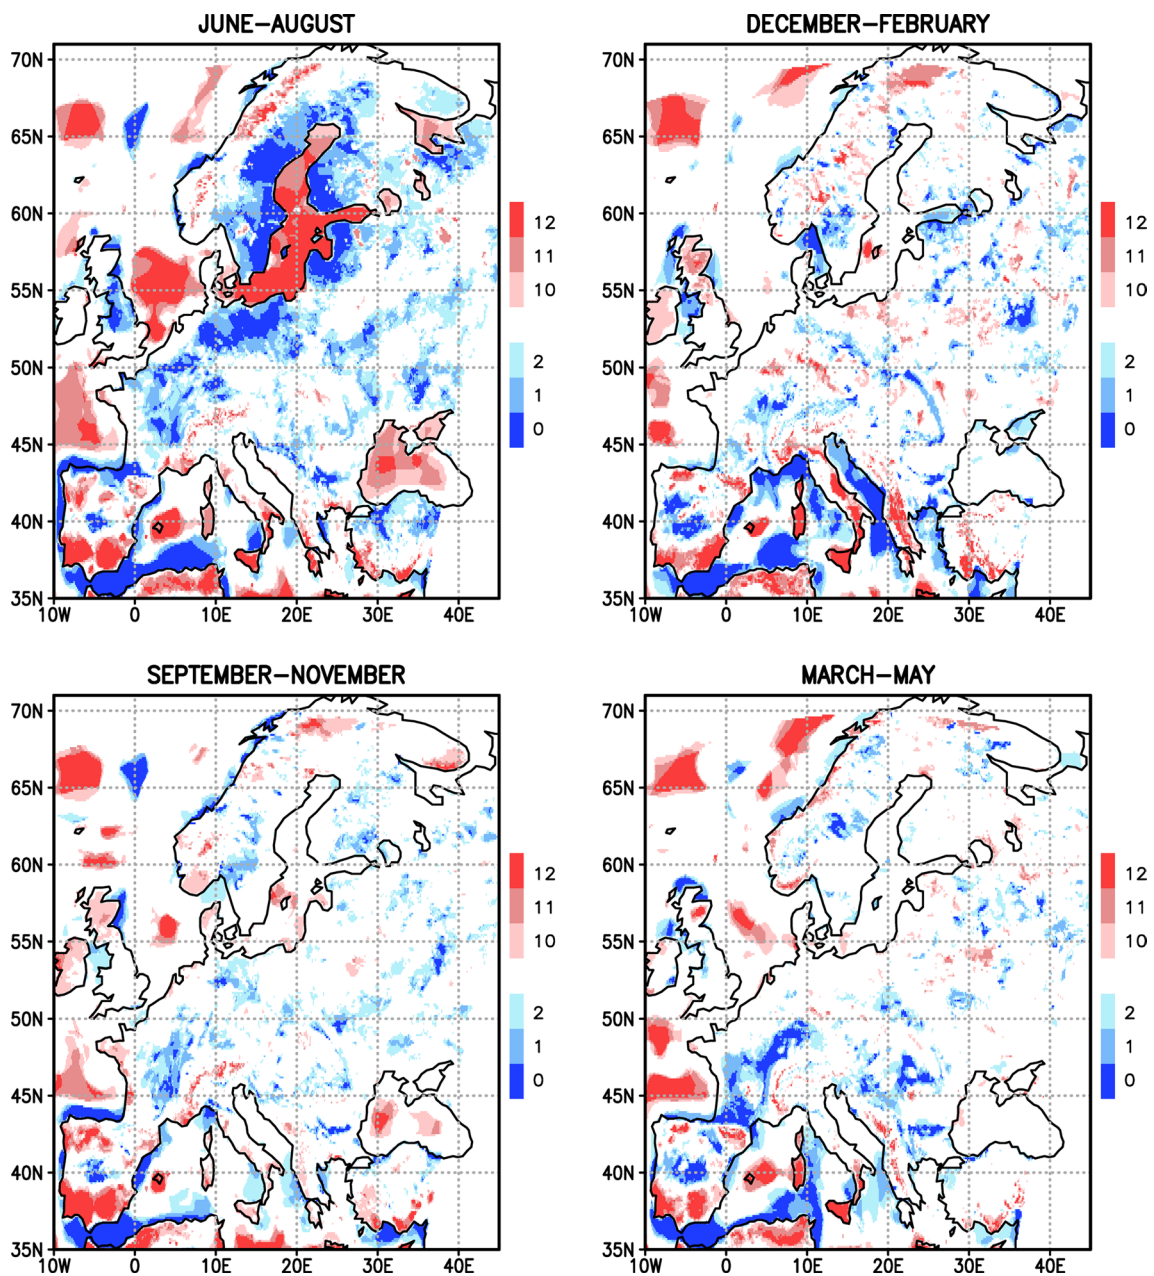 JUNE–AUGUST
DECEMBER–FEBRUARY
70N
65N
60N
55N
50N
45N
40N
35N
10W 0 10E 20E 30E 40E
12
11
10
2
1
0
70N
65N
60N
55N
50N
45N
40N
35N
10W 0 10E 20E 30E 40E
12
11
10
2
1
0
SEPTEMBER–NOVEMBER
MARCH–MAY
70N
65N
60N
55N
50N
45N
40N
35N
10W 0 10E 20E 30E 40E
12
11
10
2
1
0
70N
65N
60N
55N
50N
45N
40N
35N
10W 0 10E 20E 30E 40E
12
11
10
2
1
0